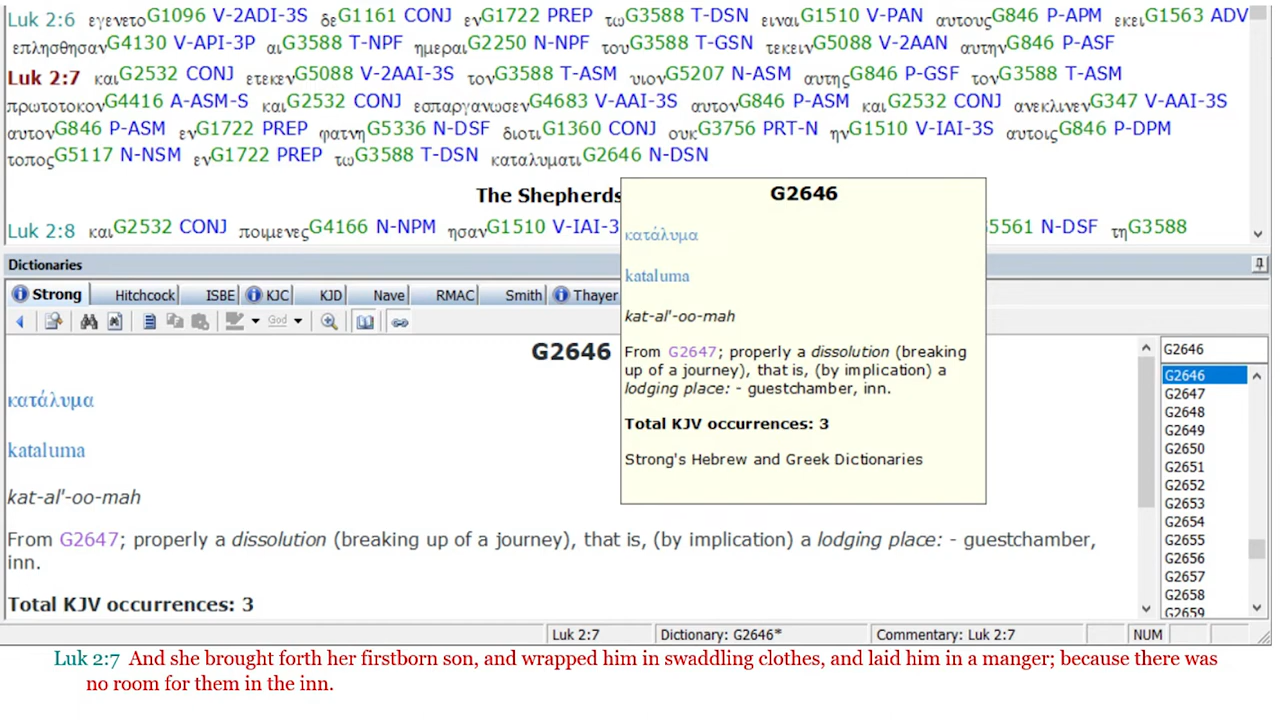 Luk 2:6 εγενετοG1096 V-2ADI-3S δεG1161 CONJ ενG1722 PREP τωG3588 T-DSN ειναιG1510 V-PAN αυτουςG846 P-APM εκειG1563 ADV
επλησθησανG4130 V-API-3P αιG3588 T-NPF ημεραιG2250 N-NPF τουG3588 T-GSN τεκεινG5088 V-2AAN αυτηνG846 P-ASF
Luk 2:7 καιG2532 CONJ ετεκενG5088 V-2AAI-3S τονG3588 T-ASM υιονG5207 N-ASM αυτηςG846 P-GSF τονG3588 T-ASM
πρωτοτοκονG4416 A-ASM-S καιG2532 CONJ εσπαργανωσενG4683 V-AAI-3S αυτονG846 P-ASM καιG2532 CONJ ανεκλινενG347 V-AAI-3S
αυτονG846 P-ASM ενG1722 PREP φατνηG5336 N-DSF διοτιG1360 CONJ ουκG3756 PRT-N ηνG1510 V-IAI-3S αυτοιςG846 P-DPM
τοποςG5117 N-NSM ενG1722 PREP τωG3588 T-DSN καταλυματιG2646 N-DSN
The Shepherds
Luk 2:8 καιG2532 CONJ ποιμενεςG4166 N-NPM ησανG1510 V-IAI-3 5561 N-DSF τηG3588
G2646
κατάλυμα
kataluma
kat-al'-oo-mah
From G2647; properly a dissolution (breaking
up of a journey), that is, (by implication) a
lodging place: - guestchamber, inn.
Total KJV occurrences: 3
Strong's Hebrew and Greek Dictionaries
Dictionaries
Strong Hitchcock ISBE KJC KJD Nave RMAC Smith Thayer
God
G2646
κατάλυμα
kataluma
kat-al'-oo-mah
From G2647; properly a dissolution (breaking up of a journey), that is, (by implication) a lodging place: - guestchamber,
inn.
Total KJV occurrences: 3
G2646
G2646
G2647
G2648
G2649
G2650
G2651
G2652
G2653
G2654
G2655
G2656
G2657
G2658
G2659
Luk 2:7 Dictionary: G2646* Commentary: Luk 2:7 NUM
Luk 2:7 And she brought forth her firstborn son, and wrapped him in swaddling clothes, and laid him in a manger; because there was
no room for them in the inn.